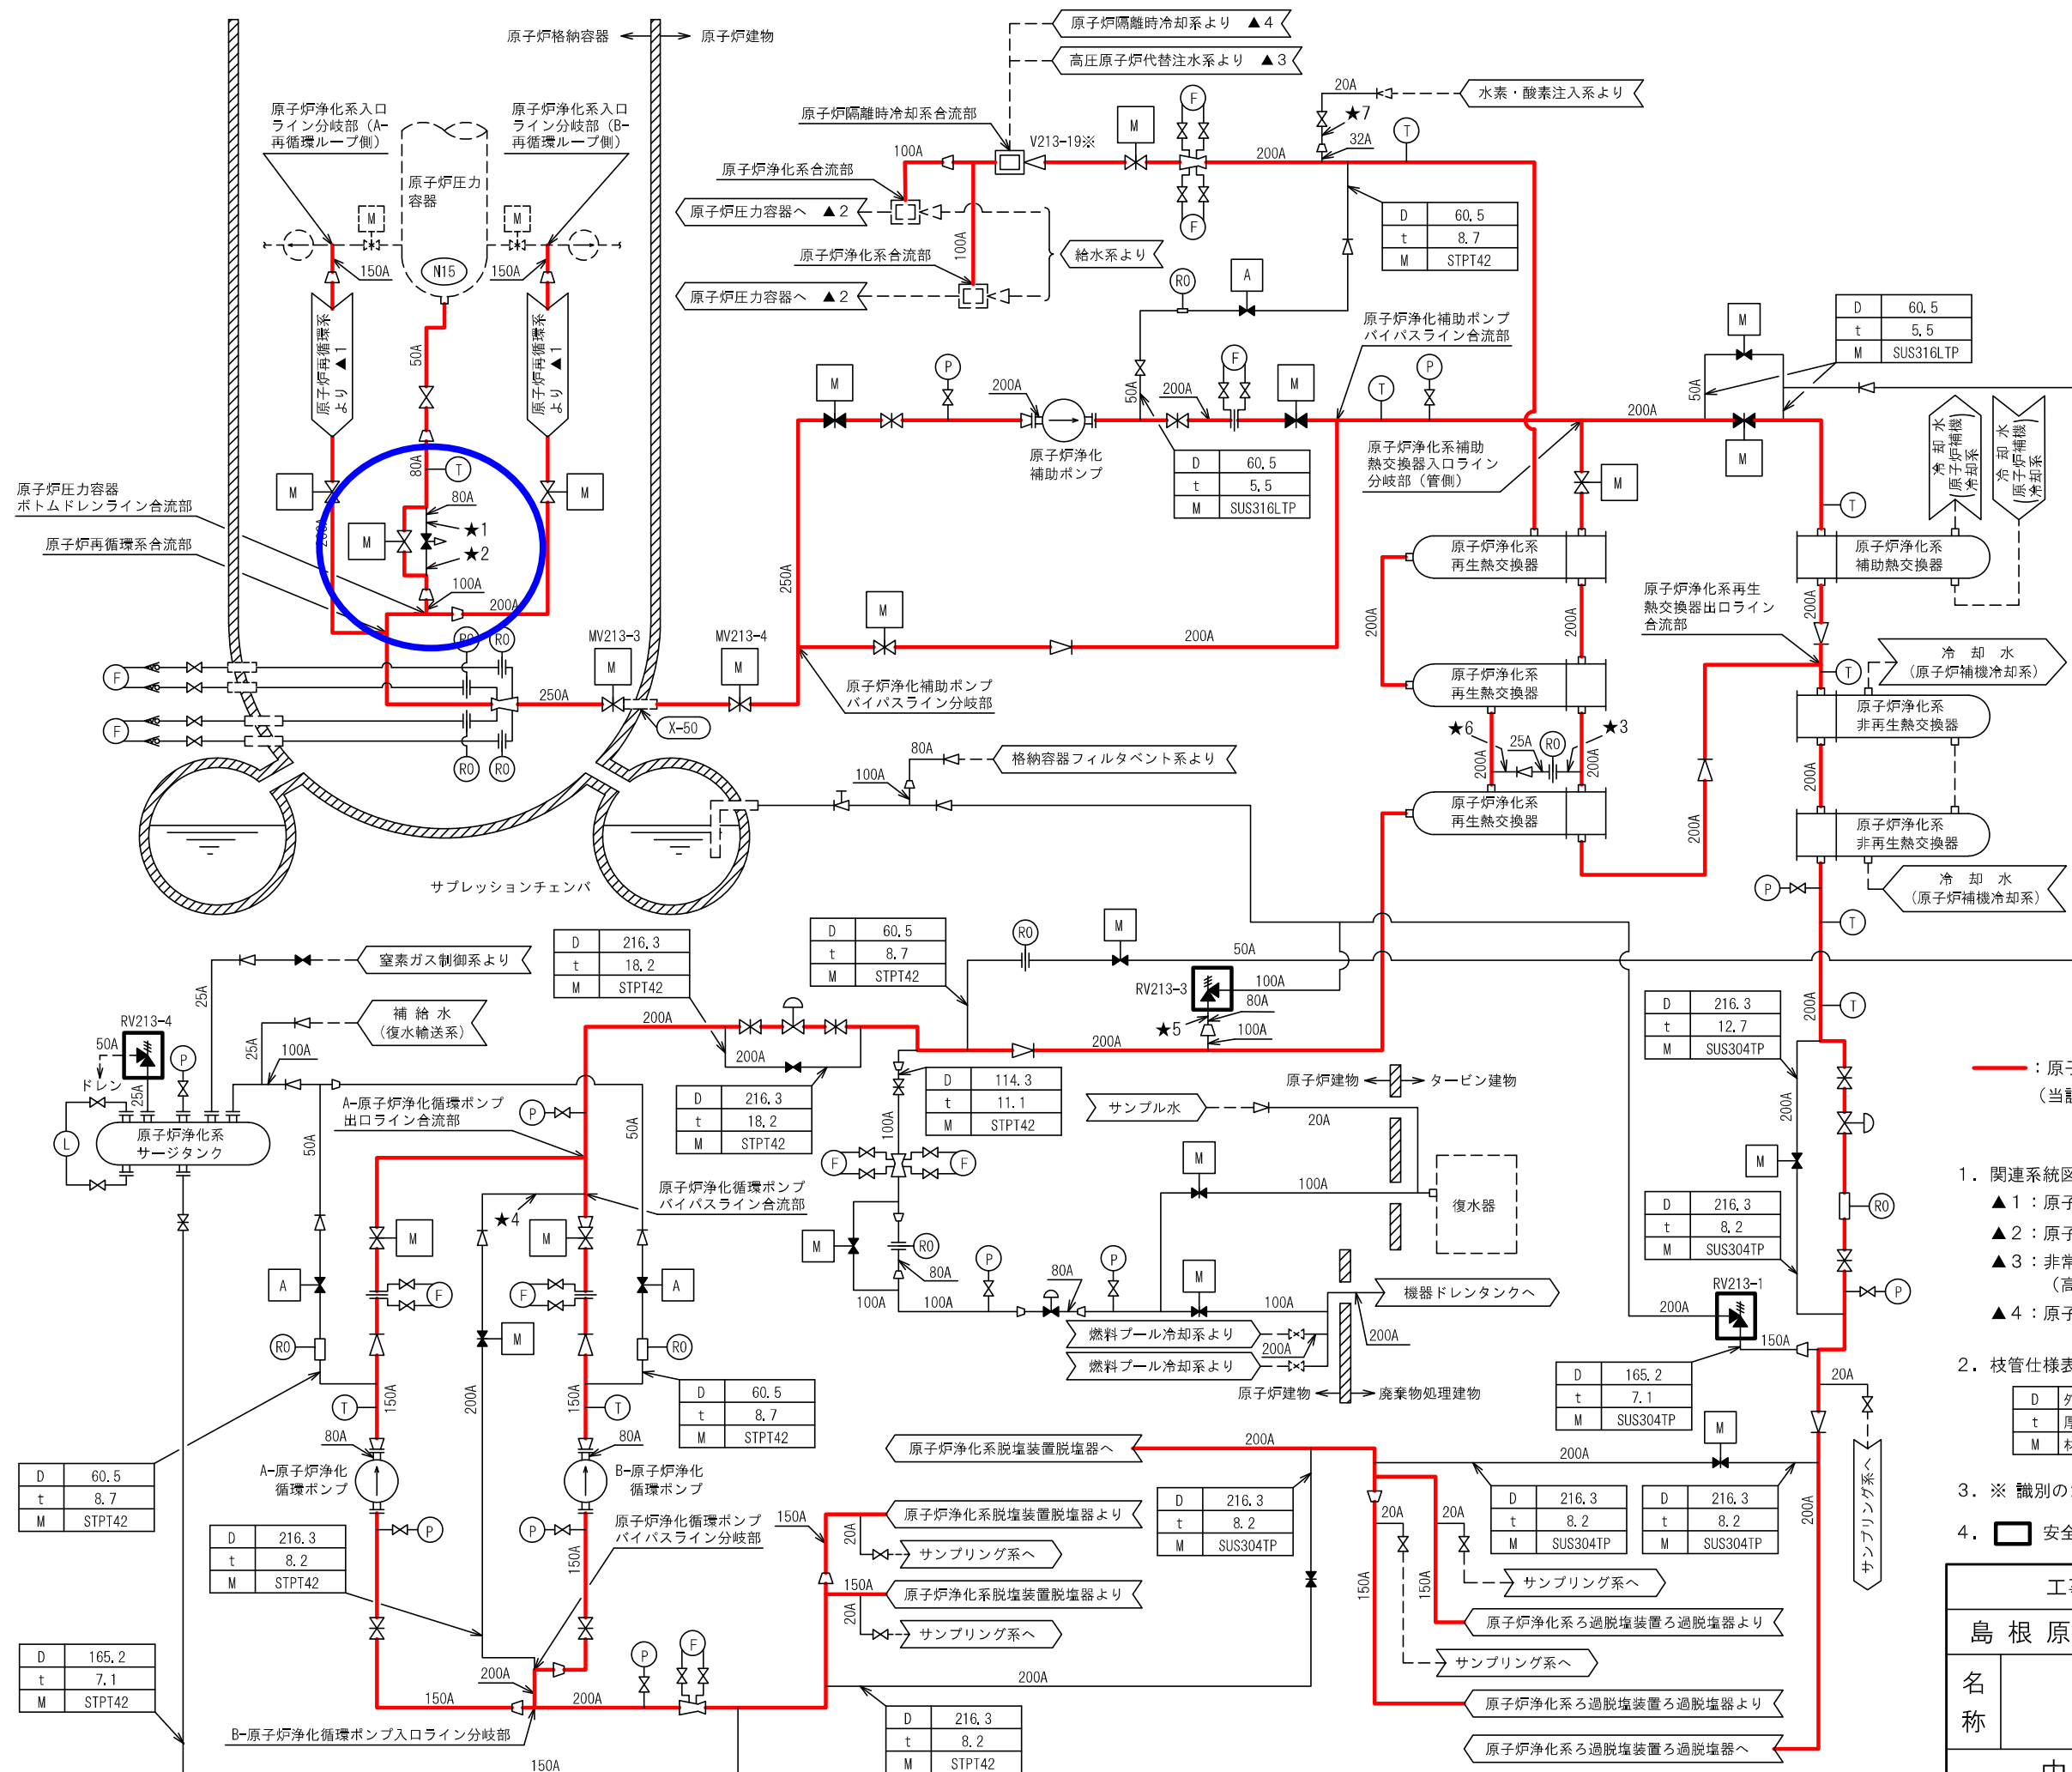 原子炉格納容器
原子炉建物
原子炉隔離時冷却系より ▲4
高圧原子炉代替注水系より ▲3
水素・酸素注入系より
20A
★7
32A
T
原子炉浄化系入口
ライン分岐部(A-
再循環ループ側)
原子炉浄化系入口
ライン分岐部(B-
再循環ループ側)
原子炉隔離時冷却系合流部
V213-19※
M
F
F
100A
200A
原子炉浄化系合流部
原子炉圧力
容器
M
M
原子炉圧力容器へ ▲2
100A
給水系より
原子炉浄化系合流部
原子炉圧力容器へ ▲2
D 60.5
t 8.7
M STPT42
RO
A
150A
N15
150A
原子炉再循環系
より ▲1
50A
原子炉再循環系
より ▲1
原子炉浄化補助ポンプ
バイパスライン合流部
D 60.5
t 5.5
M SUS316LTP
M
50A
M
P
200A
50A
200A
F
M
T
P
200A
M
原子炉浄化
補助ポンプ
D 60.5
t 5.5
M SUS316LTP
原子炉浄化系補助
熱交換器入口ライン
分岐部(管側)
M
冷却水
(原子炉補機
冷却系)
冷却水
(原子炉補機
冷却系)
T
原子炉圧力容器
ボトムドレンライン合流部
原子炉再循環系合流部
M
80A
T
80A
★1
★2
M
100A
200A
200A
M
RO
RO
250A
M
200A
原子炉浄化系
再生熱交換器
原子炉浄化系
補助熱交換器
200A
200A
200A
原子炉浄化系再生
熱交換器出口ライン
合流部
冷却水
(原子炉補機冷却系)
T
F
F
MV213-3
M
MV213-4
M
250A
X-50
RO
RO
原子炉浄化補助ポンプ
バイパスライン分岐部
原子炉浄化系
再生熱交換器
原子炉浄化系
非再生熱交換器
★6
25A
RO
★3
200A
200A
200A
200A
原子炉浄化系
再生熱交換器
原子炉浄化系
非再生熱交換器
80A
格納容器フィルタベント系より
100A
サプレッションチェンバ
P
冷却水
(原子炉補機冷却系)
T
窒素ガス制御系より
25A
D 216.3
t 18.2
M STPT42
D 60.5
t 8.7
M STPT42
RO
M
50A
RV213-3
100A
80A
★5
100A
200A
D 216.3
t 12.7
M SUS304TP
200A
T
RV213-4
50A
ドレン
25A
P
25A
100A
補給水
(復水輸送系)
200A
200A
L
原子炉浄化系
サージタンク
50A
A-原子炉浄化循環ポンプ
出口ライン合流部
P
50A
D 216.3
t 18.2
M STPT42
D 114.3
t 11.1
M STPT42
100A
F
F
サンプル水
20A
原子炉建物
タービン建物
M
100A
復水器
200A
M
:原子
(当該
1. 関連系統図
▲1:原子
▲2:原子
▲3:非常
(高
▲4:原子
原子炉浄化循環ポンプ
バイパスライン合流部
★4
M
M
A
A
F
F
M
RO
80A
100A
100A
P
80A
P
M
100A
機器ドレンタンクへ
D 216.3
t 8.2
M SUS304TP
RO
P
RO
M
RO
燃料プール冷却系より
200A
燃料プール冷却系より
200A
原子炉建物
廃棄物処理建物
RV213-1
200A
150A
150A
T
200A
150A
T
D 60.5
t 8.7
M STPT42
D 165.2
t 7.1
M SUS304TP
20A
2. 枝管仕様表
D
t
M
80A
80A
A-原子炉浄化
循環ポンプ
B-原子炉浄化
循環ポンプ
D 60.5
t 8.7
M STPT42
原子炉浄化系脱塩装置脱塩器へ
200A
200A
M
サンプリング系へ
D 216.3
t 8.2
M STPT42
P
P
原子炉浄化循環ポンプ
バイパスライン分岐部
150A
150A
20A
原子炉浄化系脱塩装置脱塩器より
サンプリング系へ
150A
原子炉浄化系脱塩装置脱塩器より
20A
サンプリング系へ
D 216.3
t 8.2
M SUS304TP
20A
20A
D 216.3
t 8.2
M SUS304TP
D 216.3
t 8.2
M SUS304TP
200A
150A
150A
サンプリング系へ
原子炉浄化系ろ過脱塩装置ろ過脱塩器より
サンプリング系へ
3. ※ 識別の
4. 安全
D 165.2
t 7.1
M STPT42
200A
150A
200A
P
F
200A
原子炉浄化系ろ過脱塩装置ろ過脱塩器より
B-原子炉浄化循環ポンプ入口ライン分岐部
D 216.3
t 8.2
M STPT42
原子炉浄化系ろ過脱塩装置ろ過脱塩器へ
150A
島根原
名
称